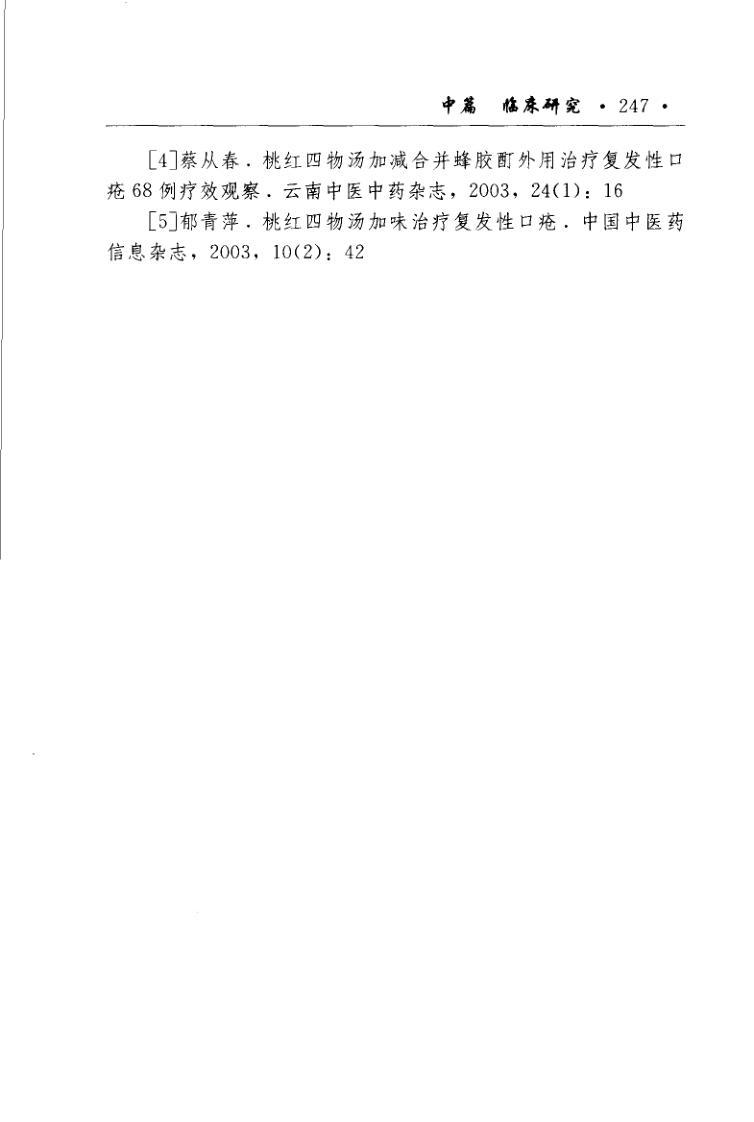 中篇 临床研究 · 247 ·
[4]蔡从春．桃红四物汤加减合并蜂胶酊外用治疗复发性口
疮 68 例疗效观察．云南中医中药杂志，2003，24(1)：16
[5]郁青萍．桃红四物汤加味治疗复发性口疮．中国中医药
信息杂志，2003，10(2)：42